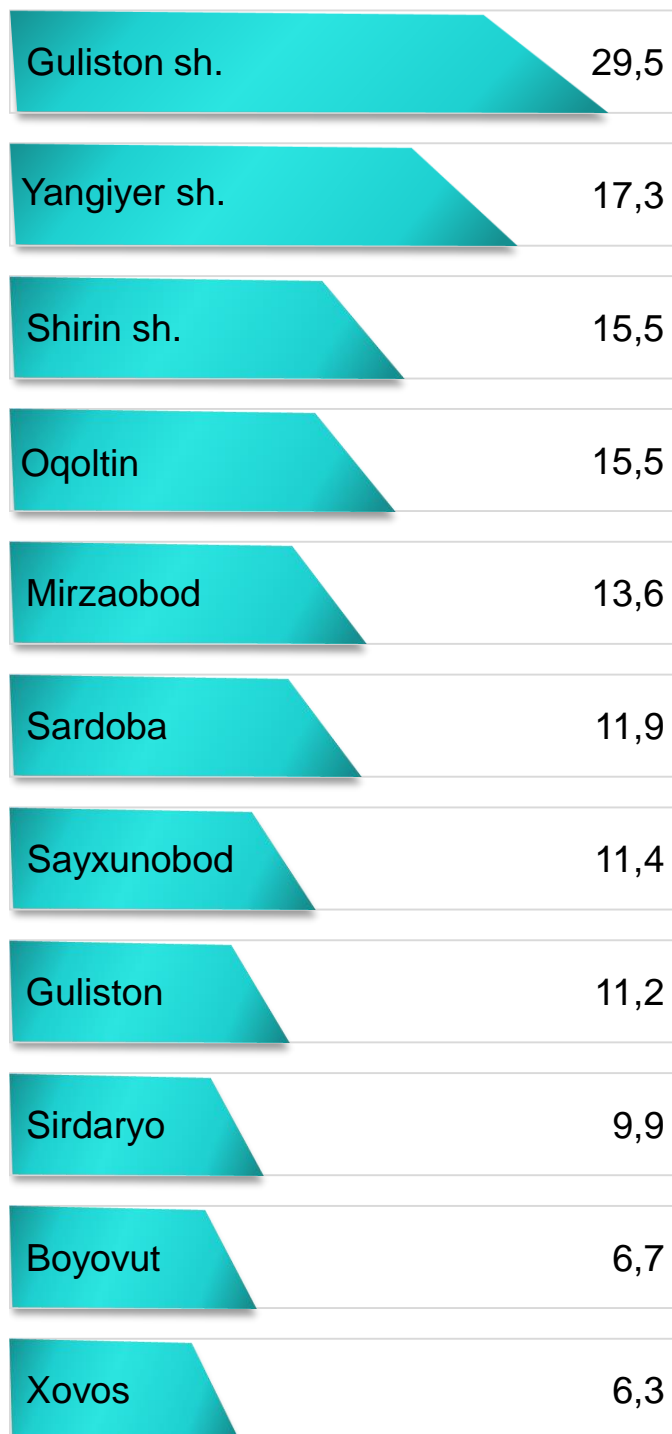 Guliston sh. 29,5
Yangiyer sh. 17,3
Shirin sh. 15,5
Oqoltin 15,5
Mirzaobod 13,6
Sardoba 11,9
Sayxunobod 11,4
Guliston 11,2
Sirdaryo 9,9
Boyovut 6,7
Xovos 6,3